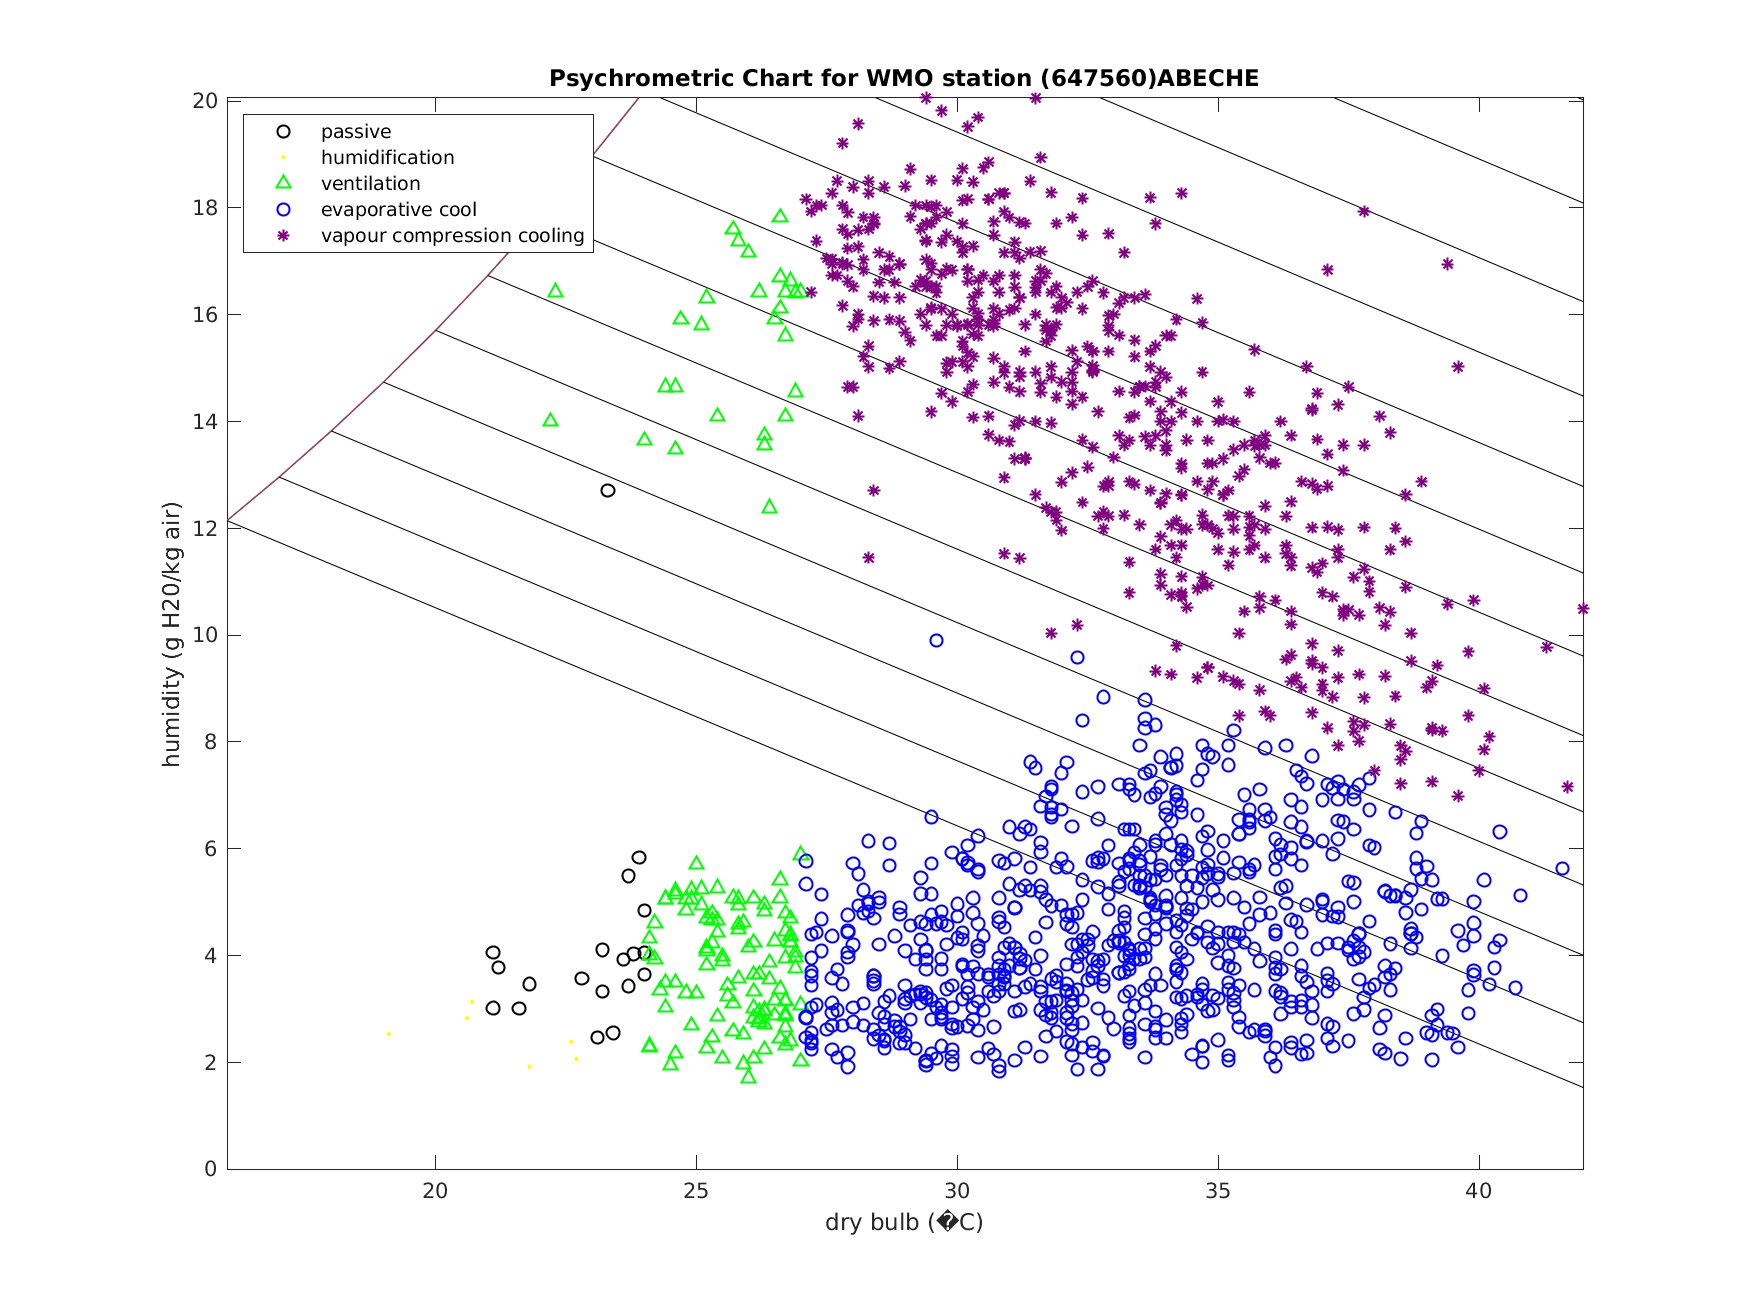 Psychrometric Chart for WMO station (647560)ABECHE
20
18
16
14
12
10
8
6
4
2
0
passive
humidification
ventilation
evaporative cool
vapour compression cooling
humidity (g H20/kg air)
20
25
30
35
40
dry bulb (�C)